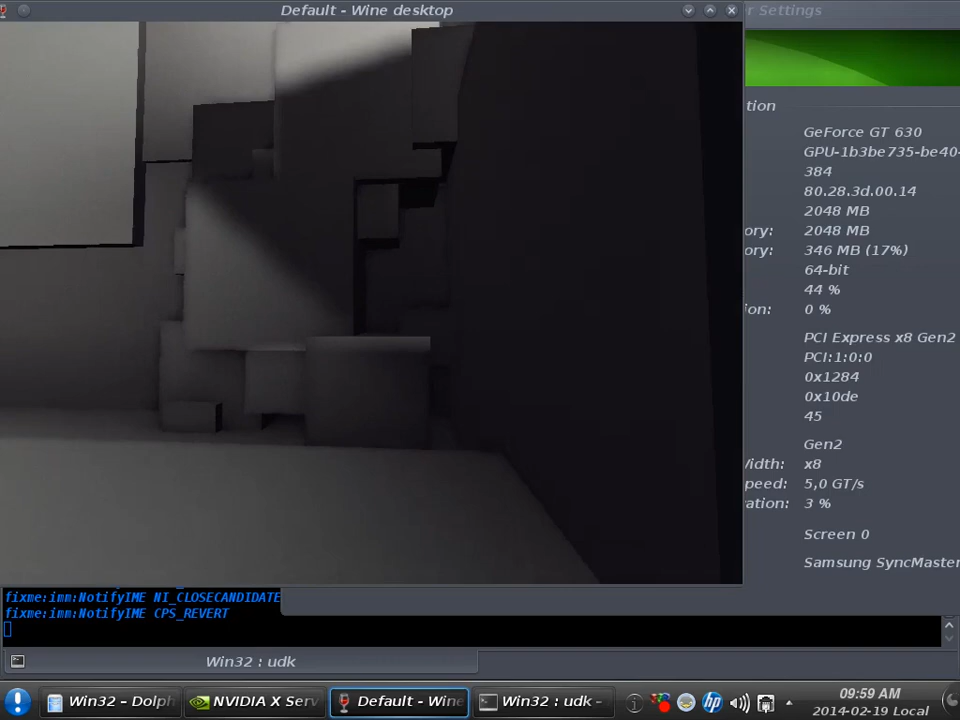 Default - Wine desktop
r Settings
tion
GeForce GT 630
GPU-1b3be735-be40-
384
80.28.3d.00.14
2048 MB
ory: 2048 MB
ory: 346 MB (17%)
64-bit
44 %
ion: 0 %
PCI Express x8 Gen2
PCI:1:0:0
0x1284
0x10de
45
Gen2
Width: x8
peed: 5,0 GT/s
ation: 3 %
Screen 0
Samsung SyncMaster
fixme:imm:NotifyIME NI_CLOSECANDIDATE
fixme:imm:NotifyIME CPS_REVERT
Win32 : udk
Win32 – Dolph
NVIDIA X Serv
Default - Wine
Win32 : udk –
hp
09:59 AM
2014-02-19 Local